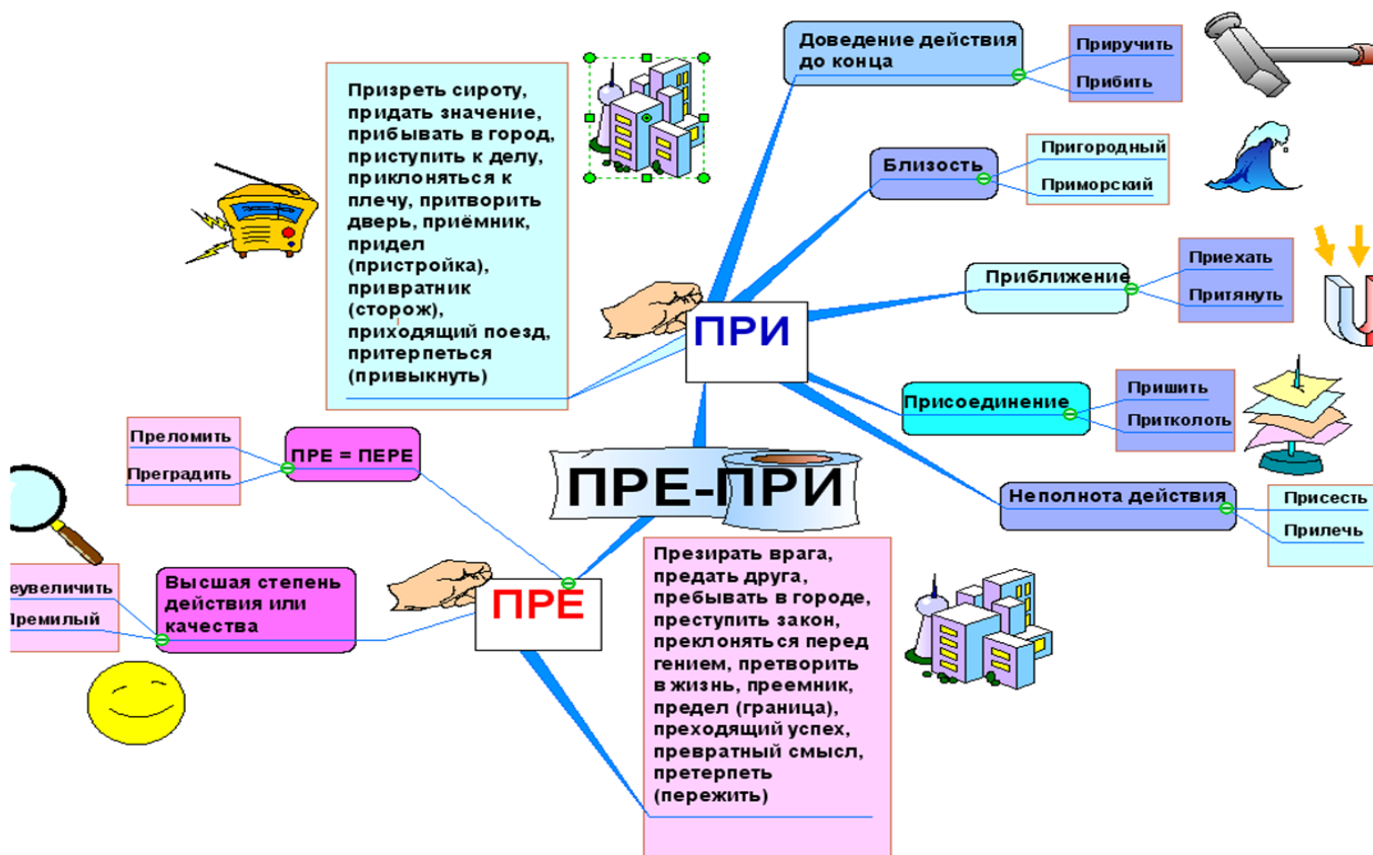 Доведение действия
до конца
Приручить
Прибить
Призреть сироту,
придать значение,
прибывать в город,
приступить к делу,
приклоняться к
плечу, притворить
дверь, приёмник,
придел
(пристройка),
привратник
(сторож),
приходящий поезд,
притерпеться
(привыкнуть)
Близость
Пригородный
Приморский
Приближение
Приехать
Притянуть
ПРИ
Присоединение
Пришить
Притколоть
Неполнота действия
Присесть
Прилечь
ПРЕ-ПРИ
Преломить
Преградить
ПРЕ = ПЕРЕ
Высшая степень
действия или
качества
еувеличить
Премилый
ПРЕ
Презирать врага,
предать друга,
пребывать в городе,
преступить закон,
преклоняться перед
гением, претворить
в жизнь, преемник,
предел (граница),
преходящий успех,
превратный смысл,
претерпеть
(пережить)